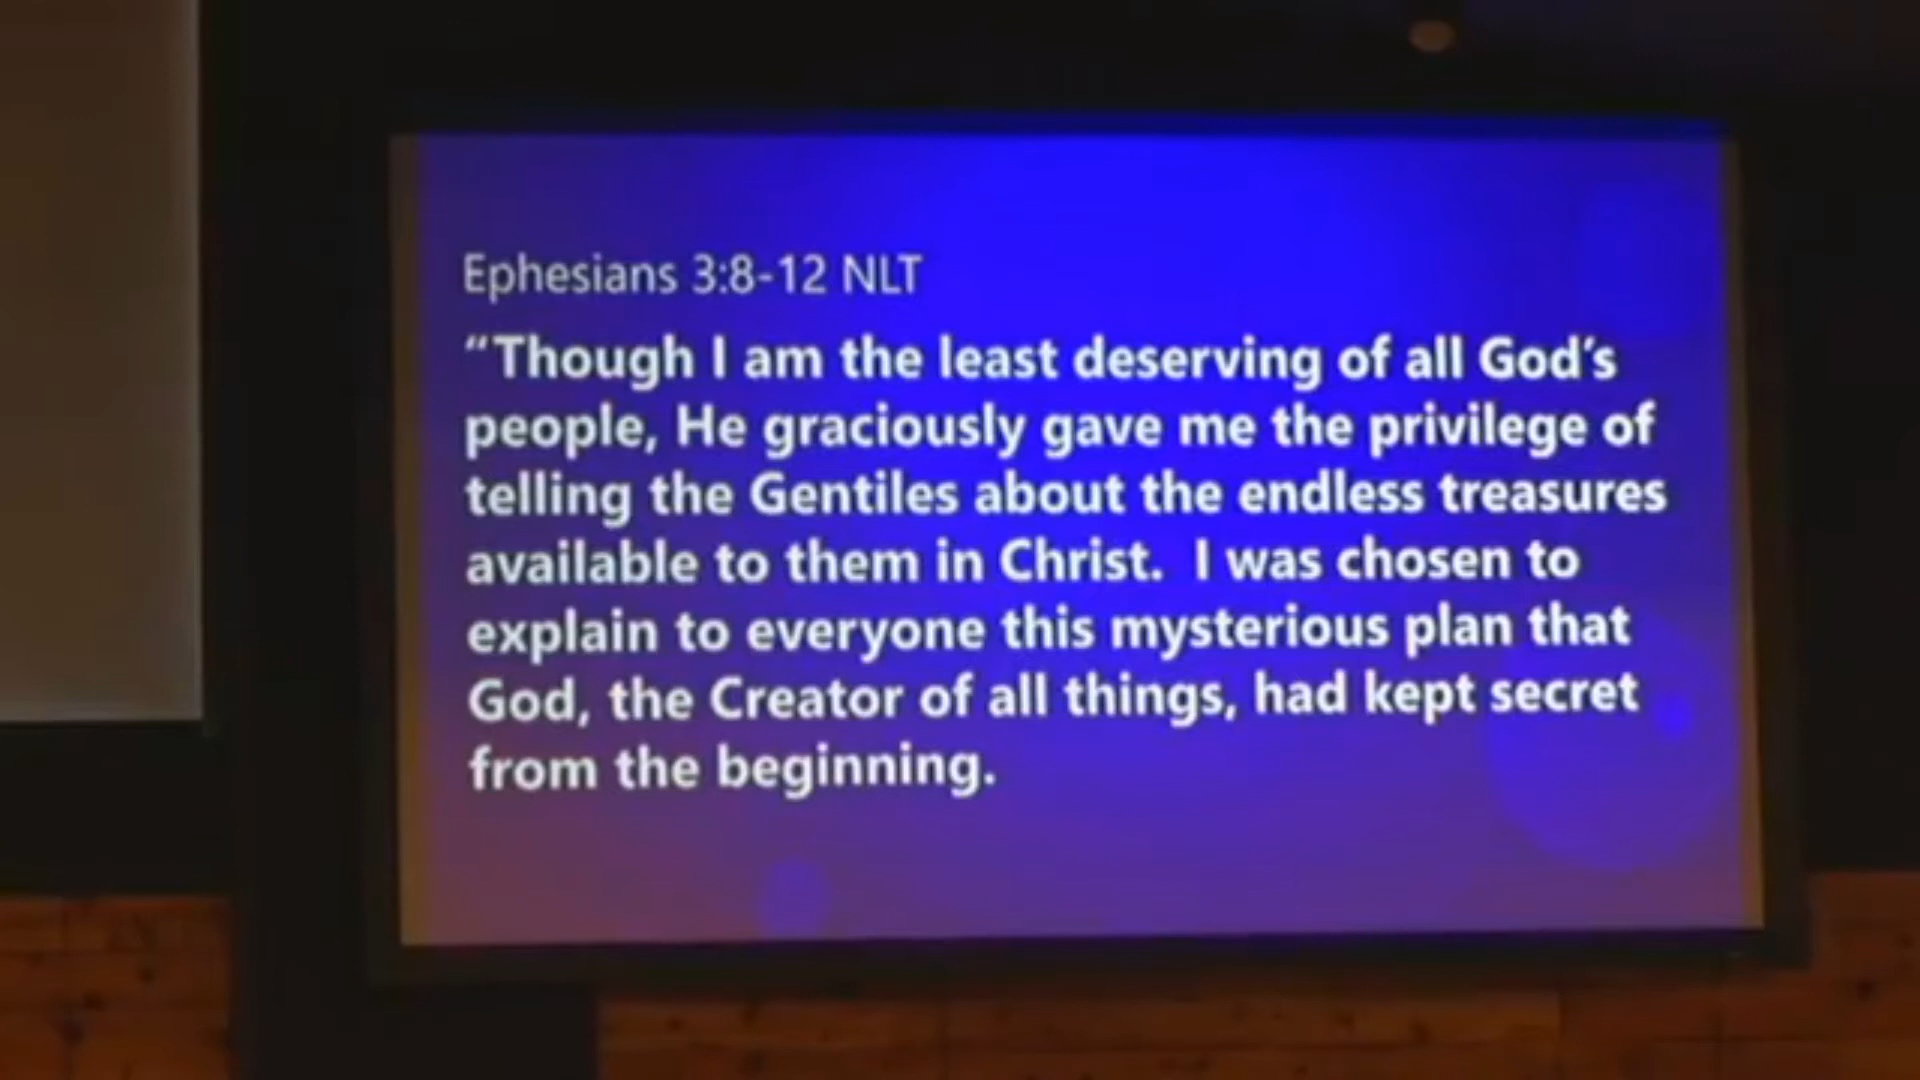 Ephesians 3:8-12 NLT
“Though I am the least deserving of all God’s
people, He graciously gave me the privilege of
telling the Gentiles about the endless treasures
available to them in Christ.  I was chosen to
explain to everyone this mysterious plan that
God, the Creator of all things, had kept secret
from the beginning.